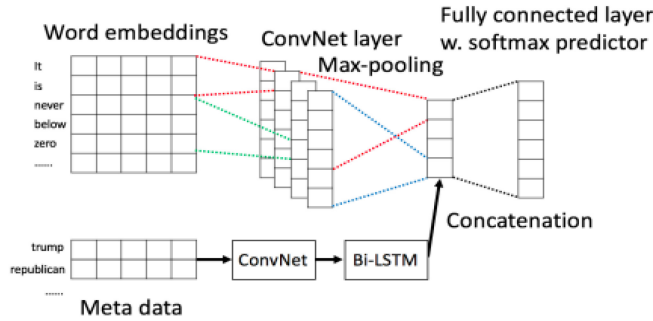 Fully connected layer
w. softmax predictor
Word embeddings
ConvNet layer
Max-pooling
It
is
never
below
zero
......
Concatenation
trump
republican
......
ConvNet
Bi-LSTM
Meta data